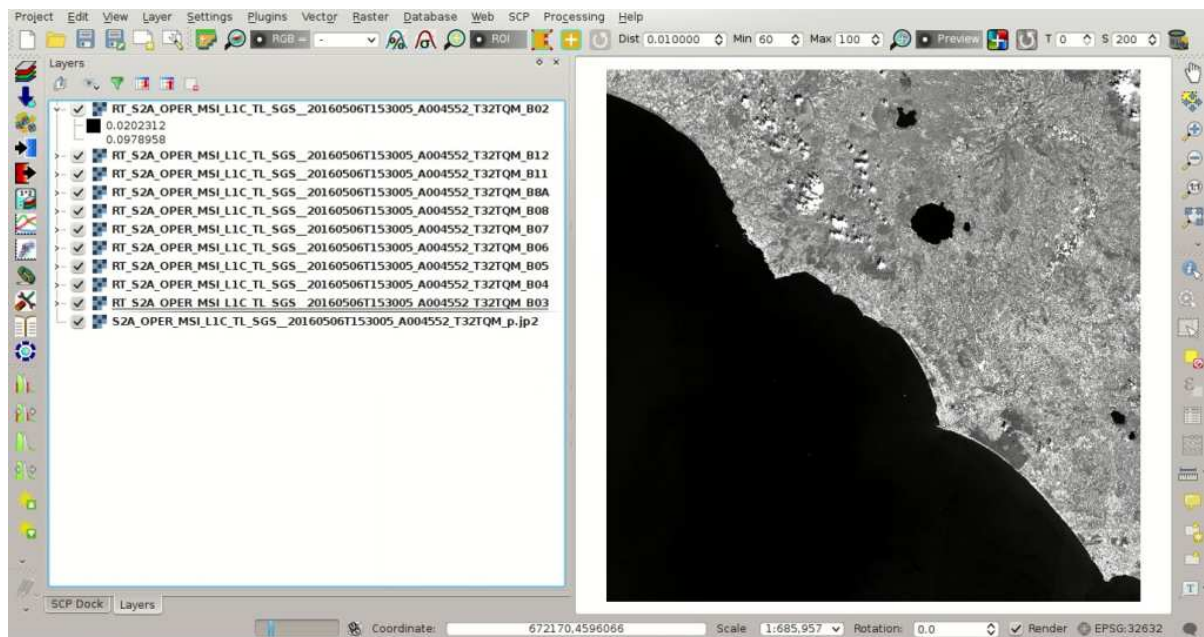 Project Edit View Layer Settings Plugins Vector Raster Database Web SCP Processing Help
RGB = - ROI Dist 0.010000 Min 60 Max 100 Preview T 0 S 200
Layers
RT_S2A_OPER_MSI_L1C_TL_SGS__20160506T153005_A004552_T32TQM_B02
0.0202312
0.0978958
RT_S2A_OPER_MSI_L1C_TL_SGS__20160506T153005_A004552_T32TQM_B12
RT_S2A_OPER_MSI_L1C_TL_SGS__20160506T153005_A004552_T32TQM_B11
RT_S2A_OPER_MSI_L1C_TL_SGS__20160506T153005_A004552_T32TQM_B8A
RT_S2A_OPER_MSI_L1C_TL_SGS__20160506T153005_A004552_T32TQM_B08
RT_S2A_OPER_MSI_L1C_TL_SGS__20160506T153005_A004552_T32TQM_B07
RT_S2A_OPER_MSI_L1C_TL_SGS__20160506T153005_A004552_T32TQM_B06
RT_S2A_OPER_MSI_L1C_TL_SGS__20160506T153005_A004552_T32TQM_B05
RT_S2A_OPER_MSI_L1C_TL_SGS__20160506T153005_A004552_T32TQM_B04
RT_S2A_OPER_MSI_L1C_TL_SGS__20160506T153005_A004552_T32TQM_B03
S2A_OPER_MSI_L1C_TL_SGS__20160506T153005_A004552_T32TQM_p.jp2
SCP Dock Layers
Coordinate: 672170,4596066 Scale 1:685,957 Rotation: 0.0 Render EPSG:32632